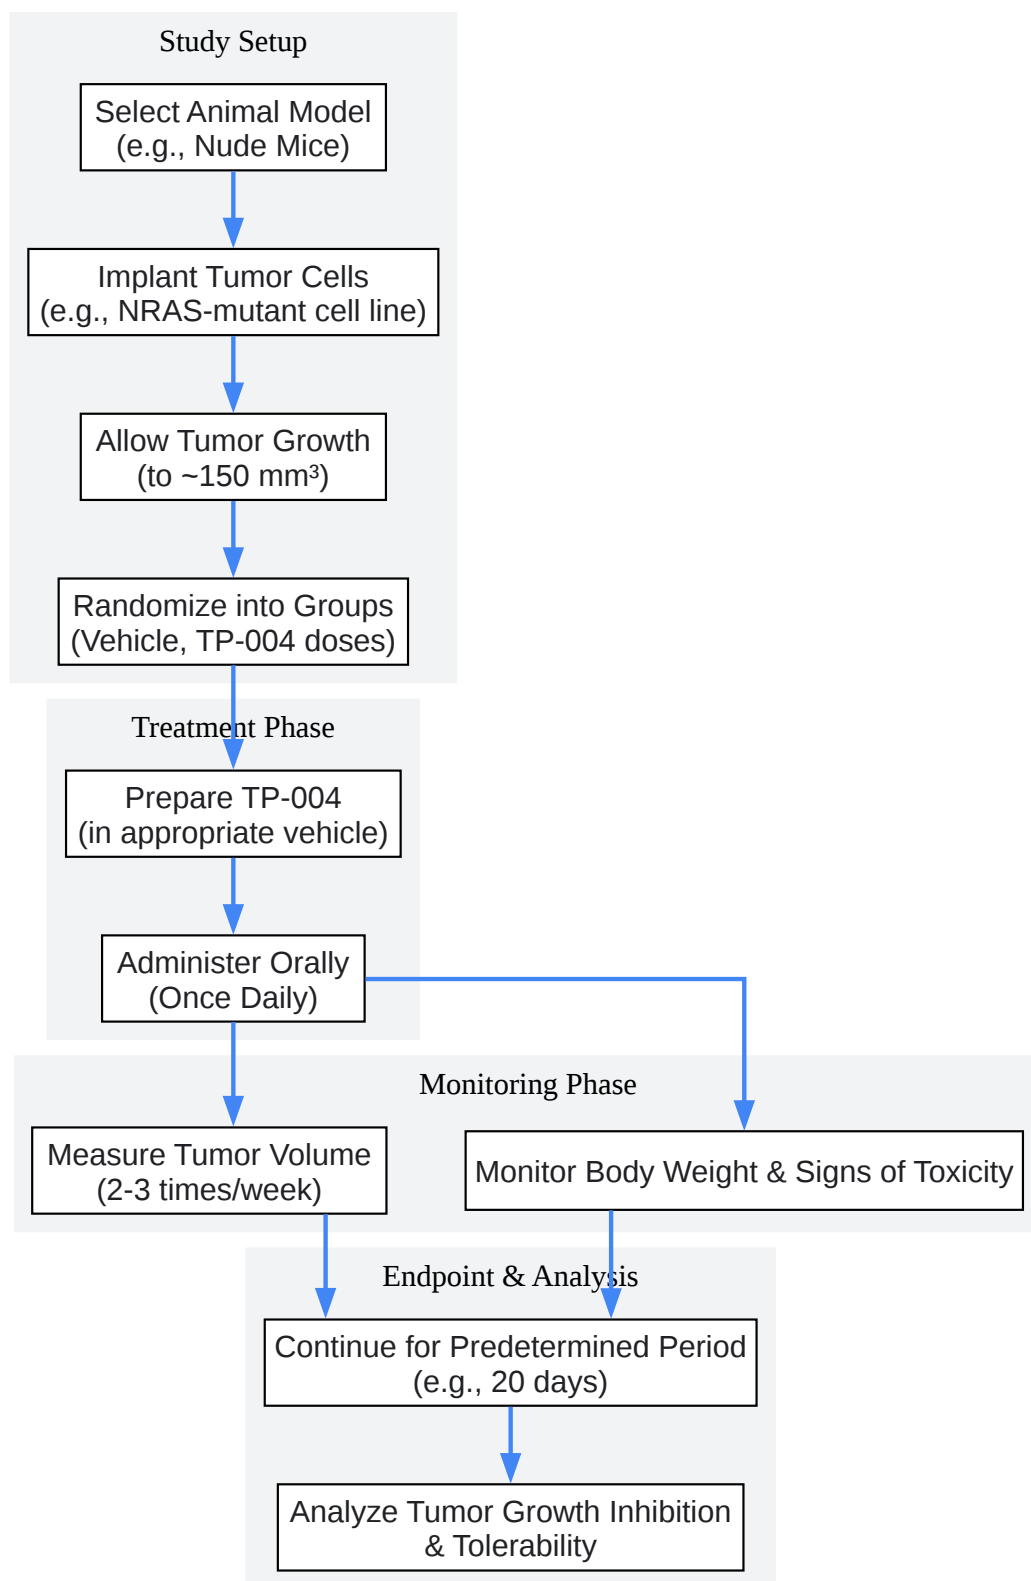 Study Setup
Select Animal Model
(e.g., Nude Mice)
Implant Tumor Cells
(e.g., NRAS-mutant cell line)
Allow Tumor Growth
(to ~150 mm³)
Randomize into Groups
(Vehicle, TP-004 doses)
Treatment Phase
Prepare TP-004
(in appropriate vehicle)
Administer Orally
(Once Daily)
Monitoring Phase
Measure Tumor Volume
(2-3 times/week)
Monitor Body Weight & Signs of Toxicity
Endpoint & Analysis
Continue for Predetermined Period
(e.g., 20 days)
Analyze Tumor Growth Inhibition
& Tolerability